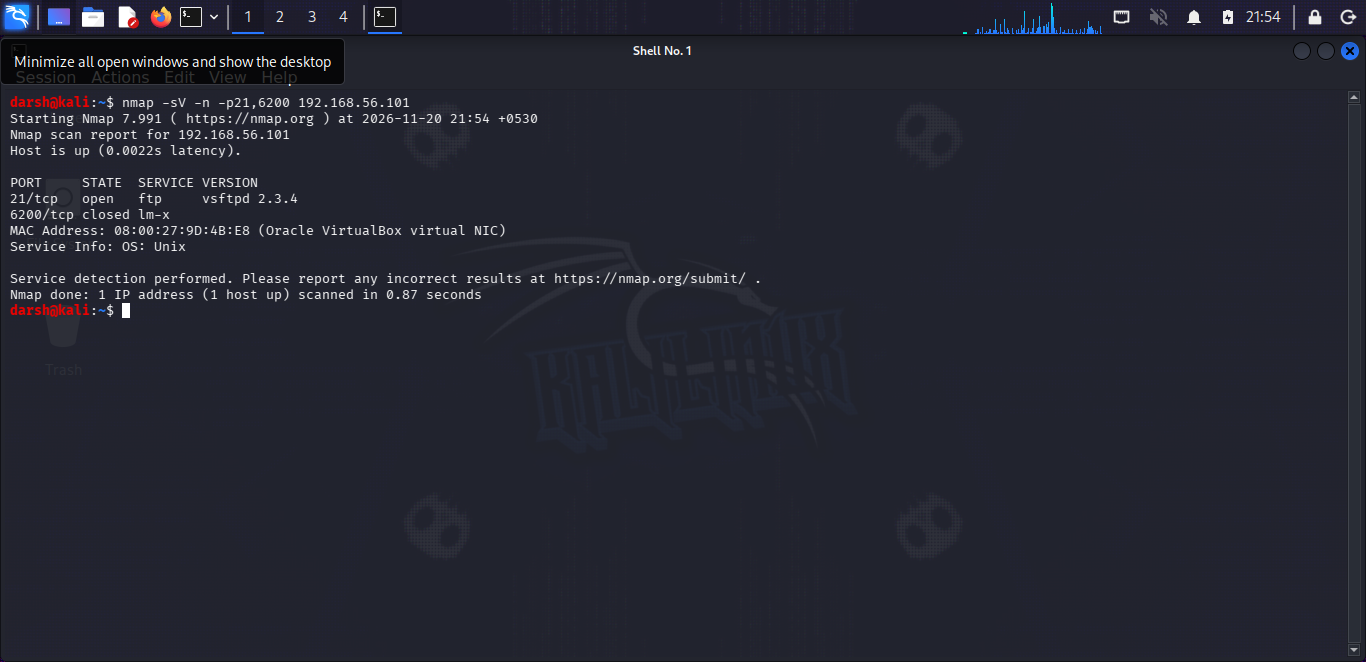 1 2 3 4 21:54
Shell No. 1
Minimize all open windows and show the desktop
Session Actions Edit View Help
darsh@kali:~$ nmap -sV -n -p21,6200 192.168.56.101
Starting Nmap 7.991 ( https://nmap.org ) at 2026-11-20 21:54 +0530
Nmap scan report for 192.168.56.101
Host is up (0.0022s latency).
PORT     STATE  SERVICE VERSION
21/tcp   open   ftp     vsftpd 2.3.4
6200/tcp closed lm-x
MAC Address: 08:00:27:9D:4B:E8 (Oracle VirtualBox virtual NIC)
Service Info: OS: Unix
Service detection performed. Please report any incorrect results at https://nmap.org/submit/ .
Nmap done: 1 IP address (1 host up) scanned in 0.87 seconds
darsh@kali:~$
Trash
KALI LINUX